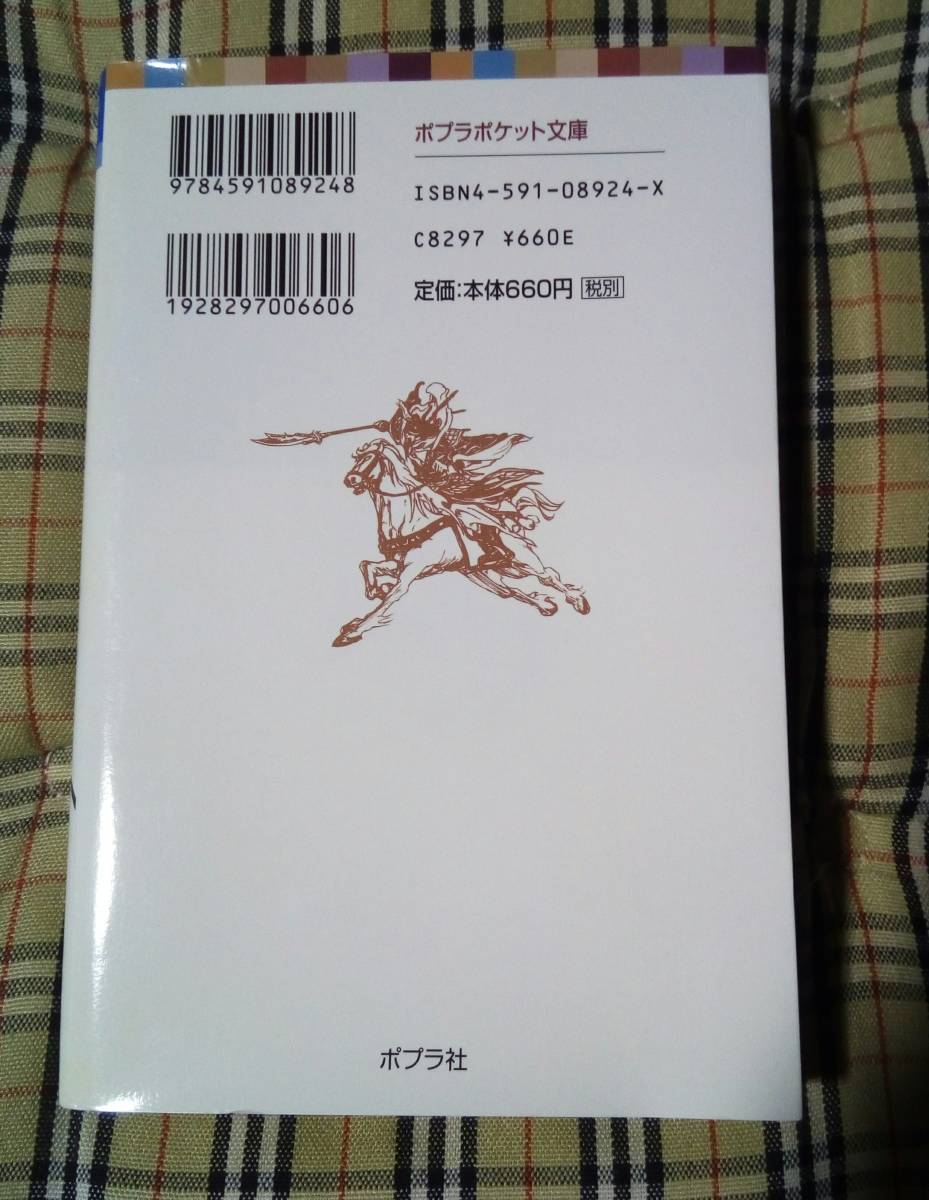 9784591089248
1928297006606
ポプラポケット文庫
ISBN4-591-08924-X
C8297 ¥660E
定価:本体660円 税別
ポプラ社